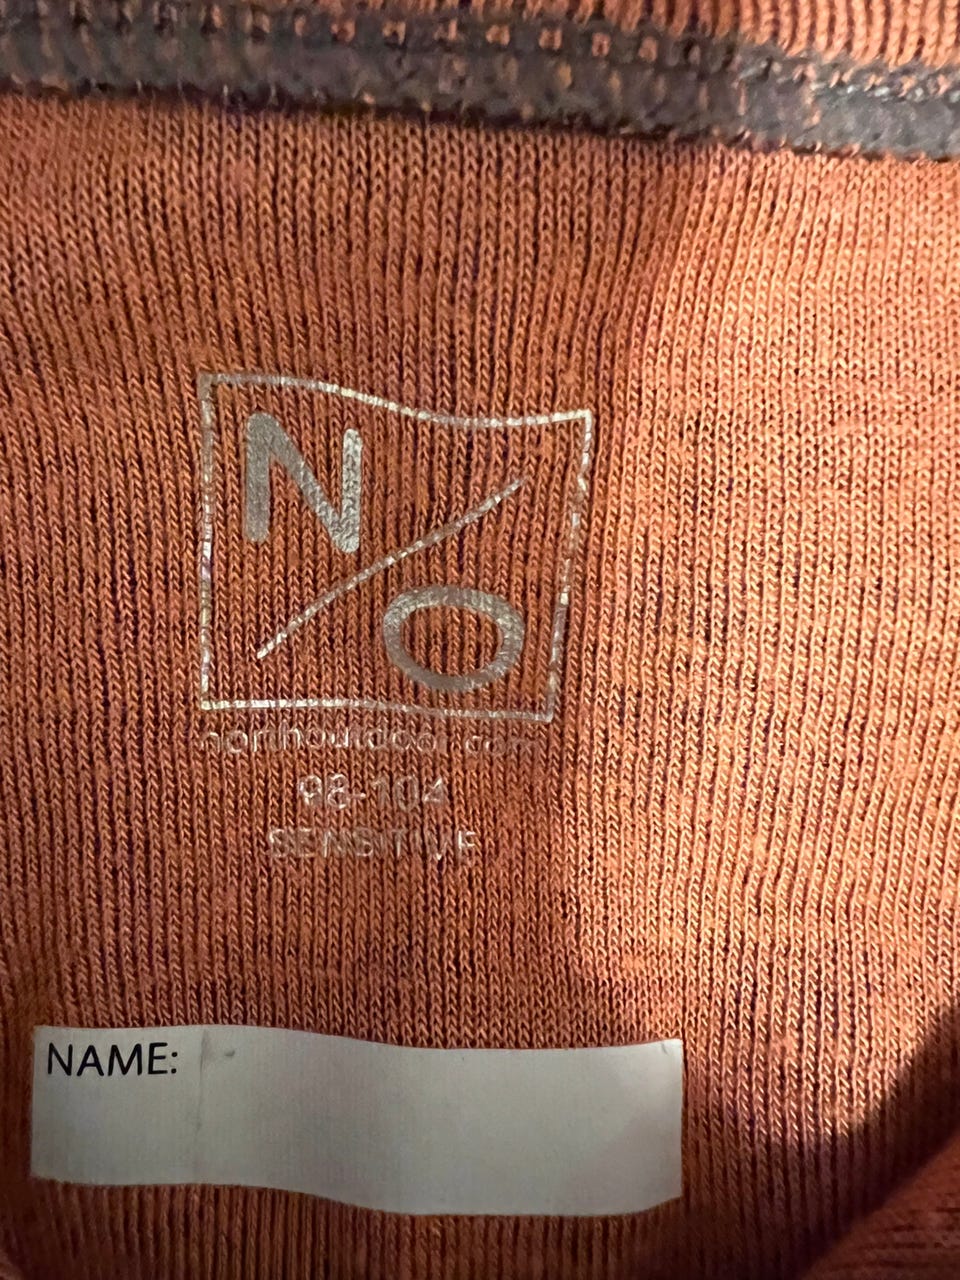 N/O
northoutdoor.com
98-104
SENSITIVE
NAME: